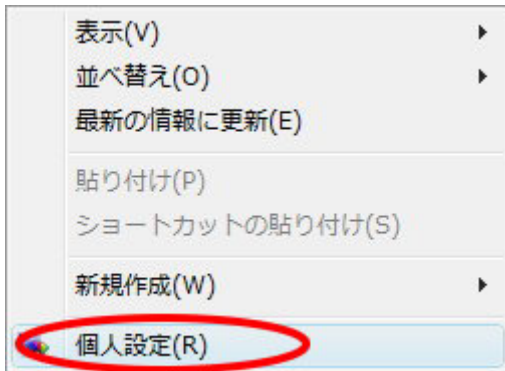 表示(V)
並べ替え(O)
最新の情報に更新(E)
貼り付け(P)
ショートカットの貼り付け(S)
新規作成(W)
個人設定(R)